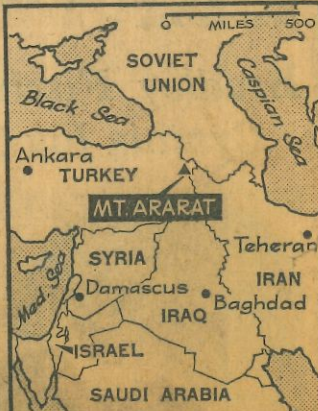 0 MILES 500
SOVIET
UNION
Black Sea
Caspian Sea
Ankara
TURKEY
MT. ARARAT
Teheran
SYRIA
IRAN
Med. Sea
Damascus
Baghdad
IRAQ
ISRAEL
SAUDI ARABIA